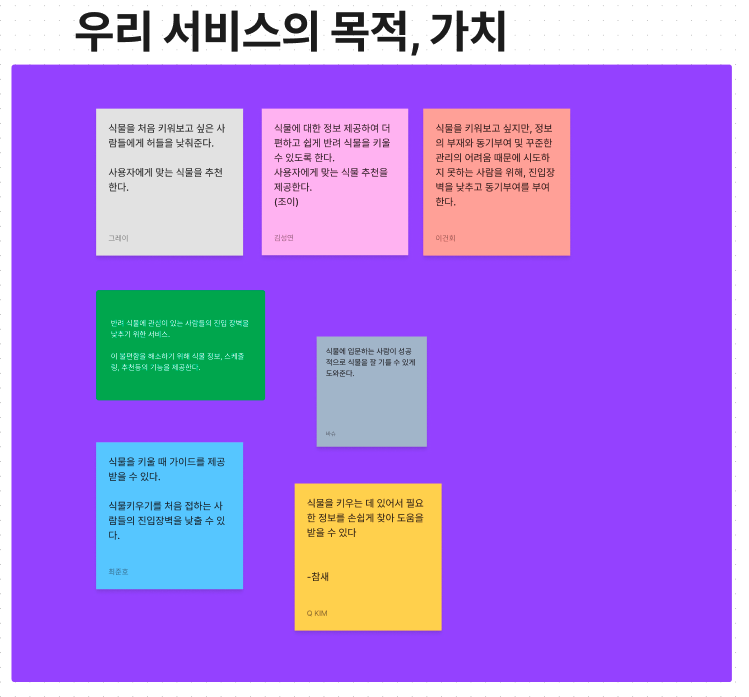 우리 서비스의 목적, 가치
식물을 처음 키워보고 싶은 사
람들에게 허들을 낮춰준다.
사용자에게 맞는 식물을 추천
한다.
그레이
식물에 대한 정보 제공하여 더
편하고 쉽게 반려 식물을 키울
수 있도록 한다.
사용자에게 맞는 식물 추천을
제공한다.
(조이)
김성연
식물을 키워보고 싶지만, 정보
의 부재와 동기부여 및 꾸준한
관리의 어려움 때문에 시도하
지 못하는 사람을 위해, 진입장
벽을 낮추고 동기부여를 부여
한다.
이건회
반려 식물에 관심이 있는 사람들의 진입 장벽을
낮추기 위한 서비스.
이 불편함을 해소하기 위해 식물 정보, 스케줄
링, 추천등의 기능을 제공한다.
식물에 입문하는 사람이 성공
적으로 식물을 잘 기를 수 있게
도와준다.
식물을 키울 때 가이드를 제공
받을 수 있다.
식물키우기를 처음 접하는 사
람들의 진입장벽을 낮출 수 있
다.
최준호
식물을 키우는 데 있어서 필요
한 정보를 손쉽게 찾아 도움을
받을 수 있다
-참새
Q KIM